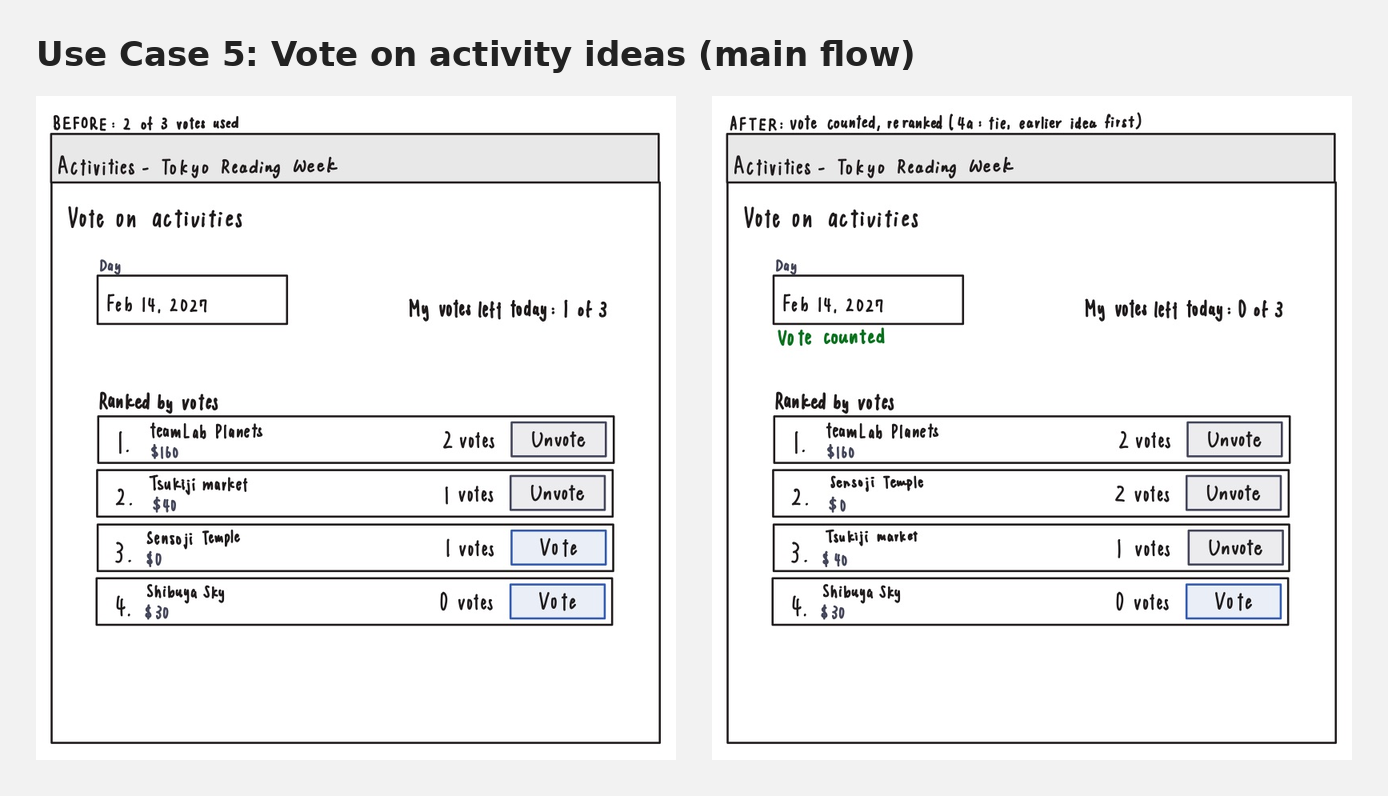 Use Case 5: Vote on activity ideas (main flow)
BEFORE: 2 of 3 votes used
Activities - Tokyo Reading Week
Vote on activities
Day
Feb 14, 2027
My votes left today: 1 of 3
Ranked by votes
1. teamLab Planets 2 votes Unvote
$160
2. Tsukiji market 1 votes Unvote
$40
3. Sensoji Temple 1 votes Vote
$0
4. Shibuya Sky 0 votes Vote
$30
AFTER: vote counted, reranked (4a: tie, earlier idea first)
Activities - Tokyo Reading Week
Vote on activities
Day
Feb 14, 2027
My votes left today: 0 of 3
Vote counted
Ranked by votes
1. teamLab Planets 2 votes Unvote
$160
2. Sensoji Temple 2 votes Unvote
$0
3. Tsukiji market 1 votes Unvote
$40
4. Shibuya Sky 0 votes Vote
$30